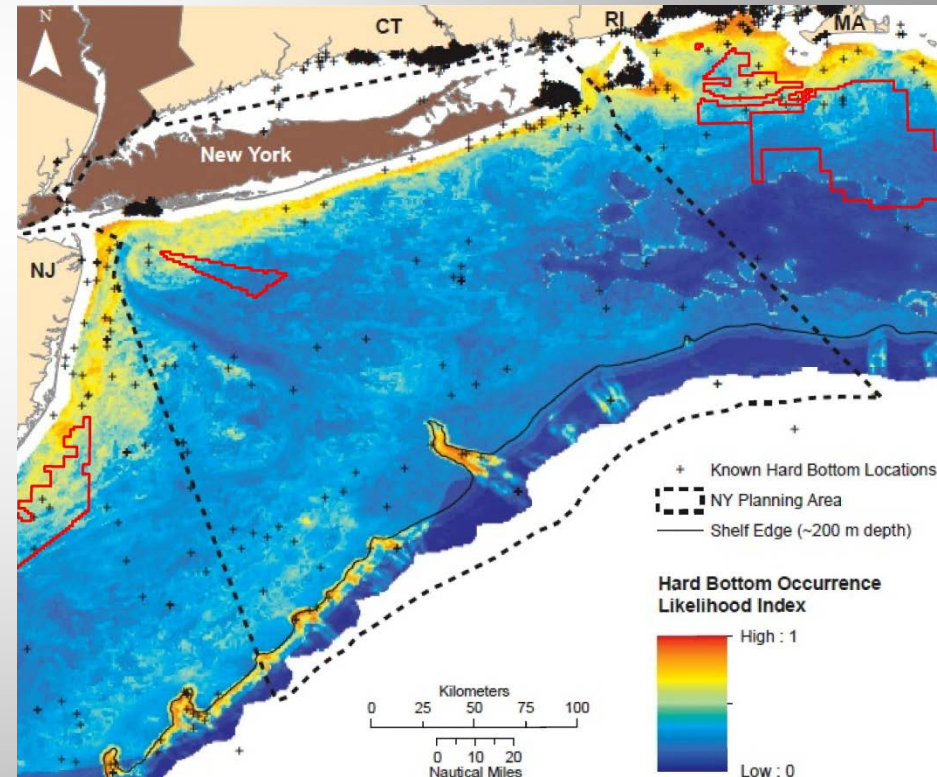 N
CT
RI
MA
New York
NJ
Known Hard Bottom Locations
NY Planning Area
Shelf Edge (~200 m depth)
Hard Bottom Occurrence
Likelihood Index
High : 1
Low : 0
Kilometers
0 25 50 75 100
0 10 20
Nautical Miles